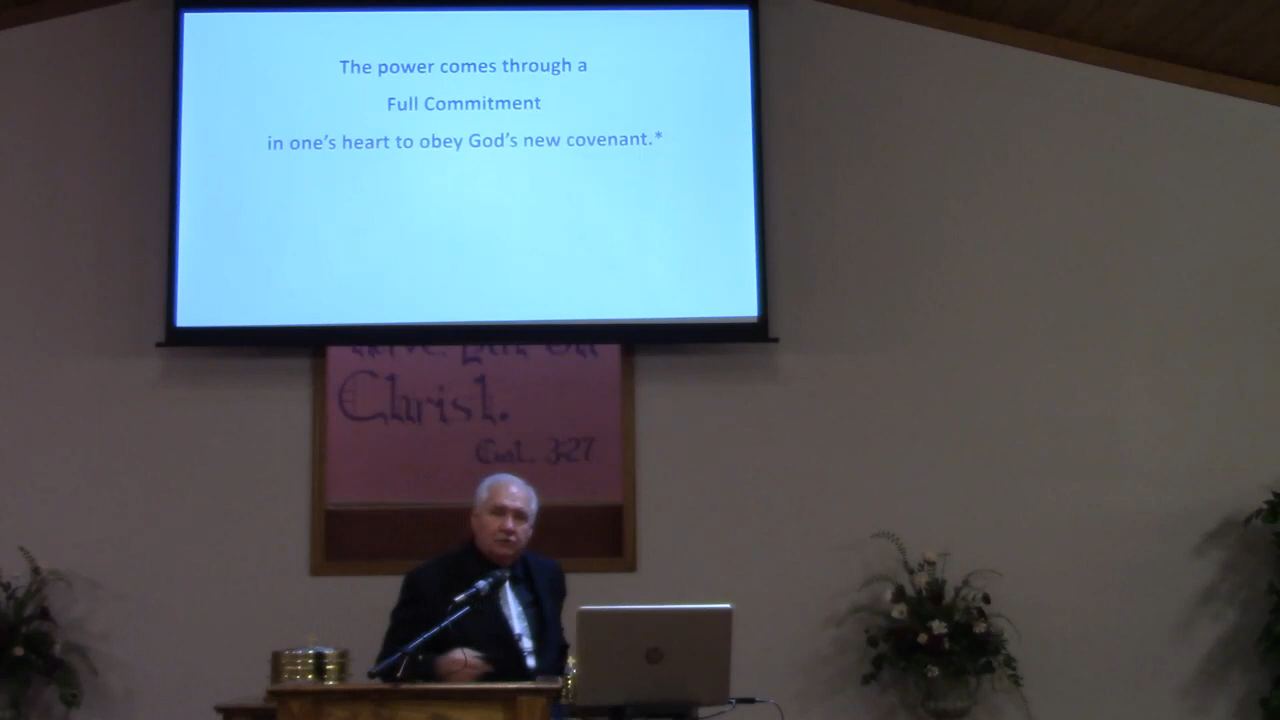 The power comes through a
Full Commitment
in one's heart to obey God's new covenant.*
Christ.
Gal. 3:27